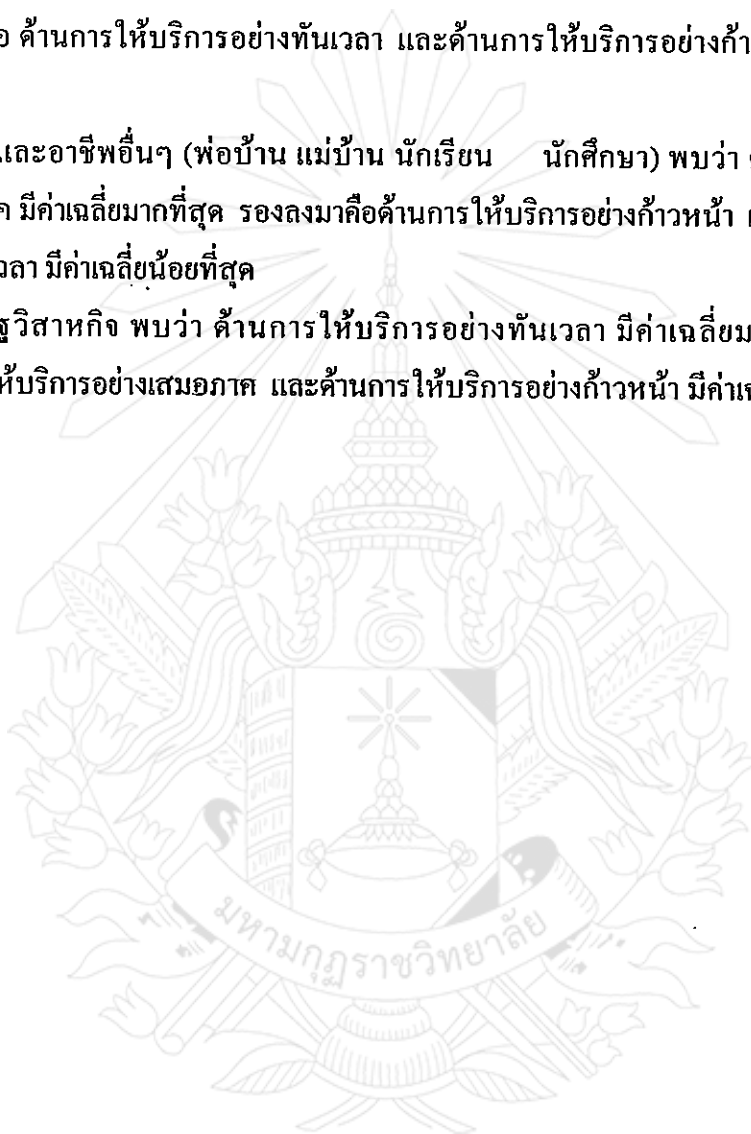 อ ด้านการให้บริการอย่างทันเวลา และด้านการให้บริการอย่างก้า
และอาชีพอื่นๆ (พ่อบ้าน แม่บ้าน นักเรียน นักศึกษา) พบว่า
ค มีค่าเฉลี่ยมากที่สุด รองลงมาคือด้านการให้บริการอย่างก้าวหน้า
วลา มีค่าเฉลี่ยน้อยที่สุด
ฐวิสาหกิจ พบว่า ด้านการให้บริการอย่างทันเวลา มีค่าเฉลี่ยม
ห้บริการอย่างเสมอภาค และด้านการให้บริการอย่างก้าวหน้า มีค่าเฉ
มหามกุฏราชวิทยาลัย